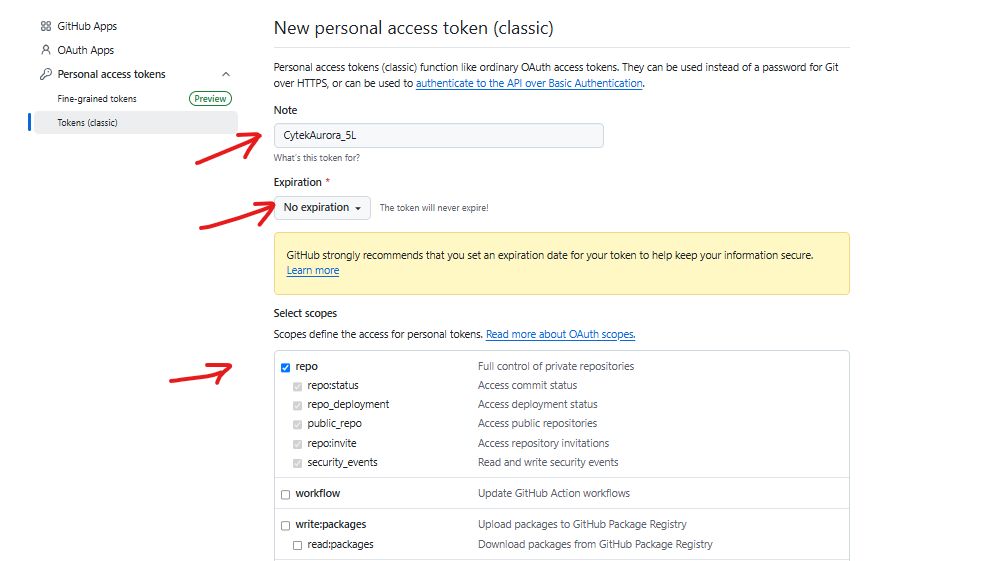 GitHub Apps
OAuth Apps
Personal access tokens
Fine-grained tokens Preview
Tokens (classic)
New personal access token (classic)
Personal access tokens (classic) function like ordinary OAuth access tokens. They can be used instead of a password for Git
over HTTPS, or can be used to authenticate to the API over Basic Authentication.
Note
CytekAurora_5L
What's this token for?
Expiration *
No expiration The token will never expire!
GitHub strongly recommends that you set an expiration date for your token to help keep your information secure.
Learn more
Select scopes
Scopes define the access for personal tokens. Read more about OAuth scopes.
repo Full control of private repositories
repo:status Access commit status
repo_deployment Access deployment status
public_repo Access public repositories
repo:invite Access repository invitations
security_events Read and write security events
workflow Update GitHub Action workflows
write:packages Upload packages to GitHub Package Registry
read:packages Download packages from GitHub Package Registry